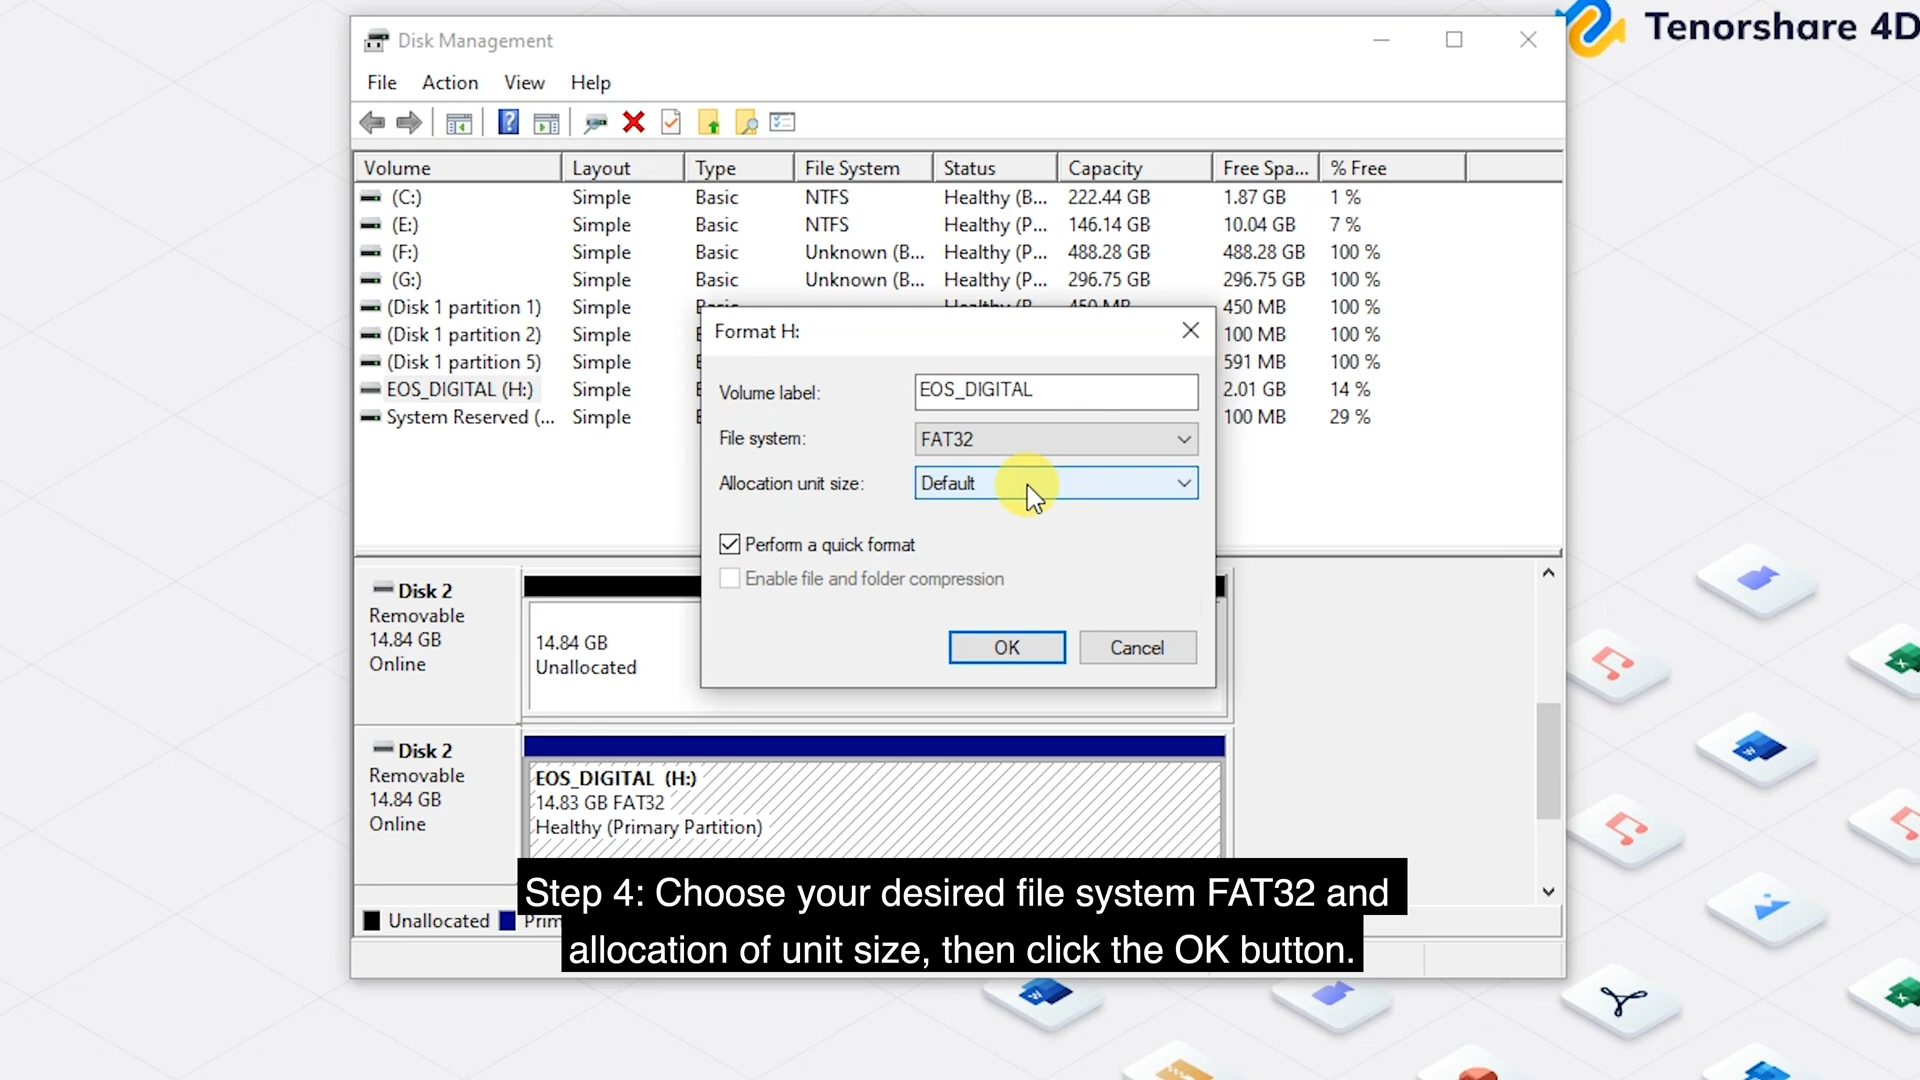 Tenorshare 4D
Disk Management
File Action View Help
Volume Layout Type File System Status Capacity Free Spa... % Free
(C:) Simple Basic NTFS Healthy (B... 222.44 GB 1.87 GB 1 %
(E:) Simple Basic NTFS Healthy (P... 146.14 GB 10.04 GB 7 %
(F:) Simple Basic Unknown (B... Healthy (P... 488.28 GB 488.28 GB 100 %
(G:) Simple Basic Unknown (B... Healthy (P... 296.75 GB 296.75 GB 100 %
(Disk 1 partition 1) Simple Basic Healthy (R... 450 MB 450 MB 100 %
(Disk 1 partition 2) Simple 100 MB 100 %
(Disk 1 partition 5) Simple 591 MB 100 %
EOS_DIGITAL (H:) Simple 2.01 GB 14 %
System Reserved (... Simple 100 MB 29 %
Format H:
Volume label: EOS_DIGITAL
File system: FAT32
Allocation unit size: Default
Perform a quick format
Enable file and folder compression
OK Cancel
Disk 2
Removable
14.84 GB
Online
14.84 GB
Unallocated
Disk 2
Removable
14.84 GB
Online
EOS_DIGITAL (H:)
14.83 GB FAT32
Healthy (Primary Partition)
Unallocated Prim
Step 4: Choose your desired file system FAT32 and
allocation of unit size, then click the OK button.